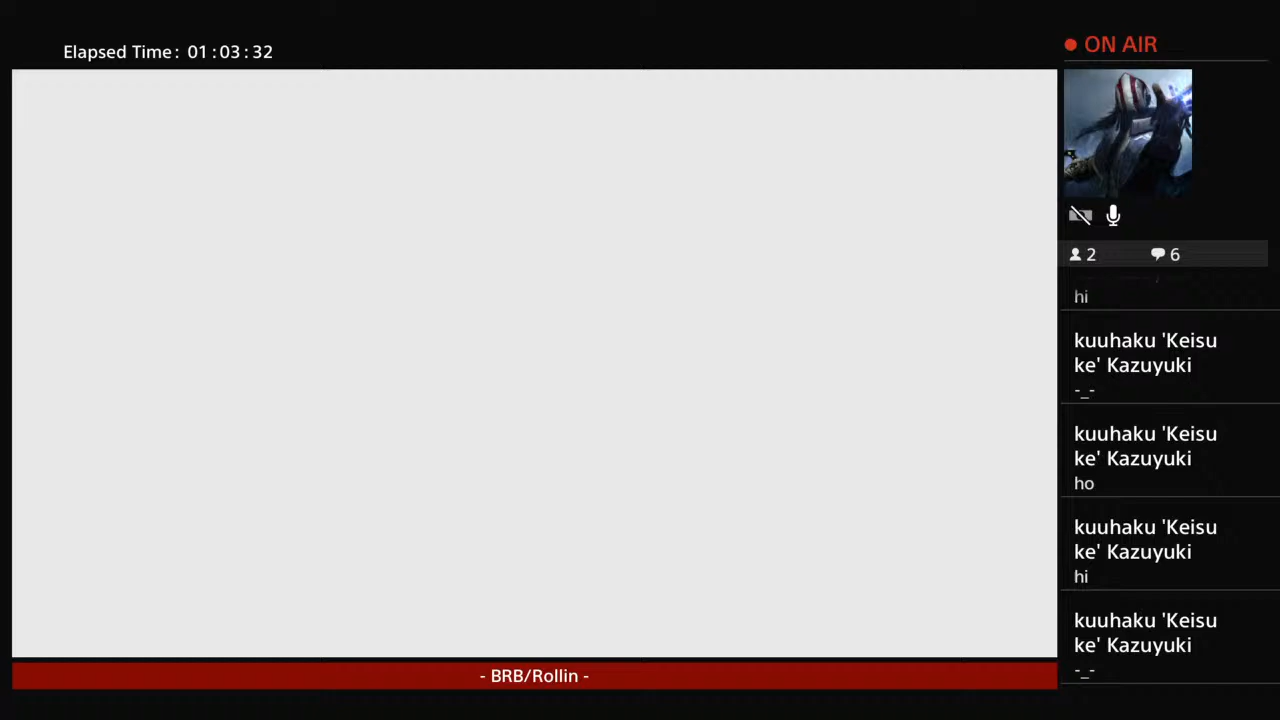 Elapsed Time: 01:03:32
ON AIR
2 6
hi
kuuhaku 'Keisu
ke' Kazuyuki
-_-
kuuhaku 'Keisu
ke' Kazuyuki
ho
kuuhaku 'Keisu
ke' Kazuyuki
hi
kuuhaku 'Keisu
ke' Kazuyuki
-_-
- BRB/Rollin -